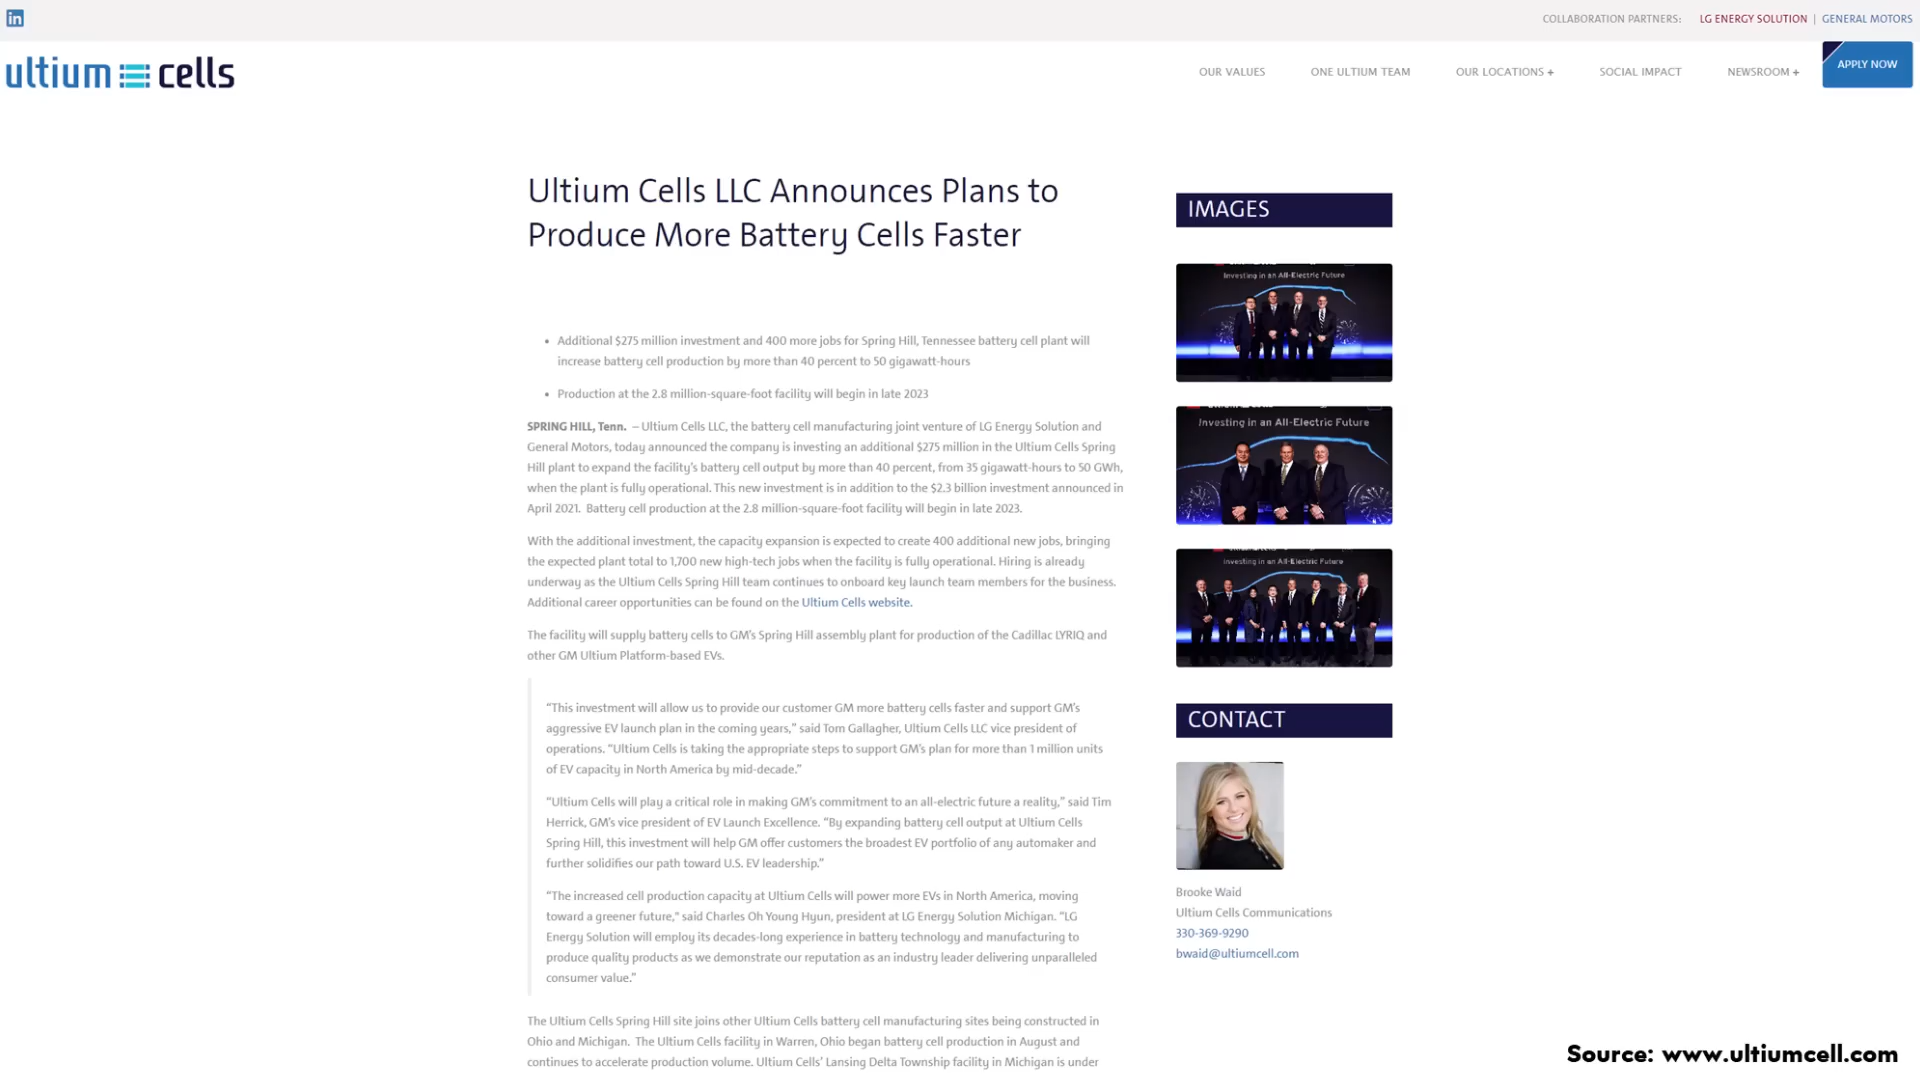 COLLABORATION PARTNERS: LG ENERGY SOLUTION | GENERAL MOTORS
ultium cells
OUR VALUES
ONE ULTIUM TEAM
OUR LOCATIONS +
SOCIAL IMPACT
NEWSROOM +
APPLY NOW
Ultium Cells LLC Announces Plans to
Produce More Battery Cells Faster
• Additional $275 million investment and 400 more jobs for Spring Hill, Tennessee battery cell plant will
increase battery cell production by more than 40 percent to 50 gigawatt-hours
• Production at the 2.8 million-square-foot facility will begin in late 2023
SPRING HILL, Tenn. – Ultium Cells LLC, the battery cell manufacturing joint venture of LG Energy Solution and
General Motors, today announced the company is investing an additional $275 million in the Ultium Cells Spring
Hill plant to expand the facility's battery cell output by more than 40 percent, from 35 gigawatt-hours to 50 GWh,
when the plant is fully operational. This new investment is in addition to the $2.3 billion investment announced in
April 2021. Battery cell production at the 2.8 million-square-foot facility will begin in late 2023.
With the additional investment, the capacity expansion is expected to create 400 additional new jobs, bringing
the expected plant total to 1,700 new high-tech jobs when the facility is fully operational. Hiring is already
underway as the Ultium Cells Spring Hill team continues to onboard key launch team members for the business.
Additional career opportunities can be found on the Ultium Cells website.
The facility will supply battery cells to GM's Spring Hill assembly plant for production of the Cadillac LYRIQ and
other GM Ultium Platform-based EVs.
“This investment will allow us to provide our customer GM more battery cells faster and support GM's
aggressive EV launch plan in the coming years,” said Tom Gallagher, Ultium Cells LLC vice president of
operations. “Ultium Cells is taking the appropriate steps to support GM's plan for more than 1 million units
of EV capacity in North America by mid-decade.”
“Ultium Cells will play a critical role in making GM's commitment to an all-electric future a reality,” said Tim
Herrick, GM's vice president of EV Launch Excellence. “By expanding battery cell output at Ultium Cells
Spring Hill, this investment will help GM offer customers the broadest EV portfolio of any automaker and
further solidifies our path toward U.S. EV leadership.”
“The increased cell production capacity at Ultium Cells will power more EVs in North America, moving
toward a greener future,” said Charles Oh Young Hyun, president at LG Energy Solution Michigan. “LG
Energy Solution will employ its decades-long experience in battery technology and manufacturing to
produce quality products as we demonstrate our reputation as an industry leader delivering unparalleled
consumer value.”
The Ultium Cells Spring Hill site joins other Ultium Cells battery cell manufacturing sites being constructed in
Ohio and Michigan. The Ultium Cells facility in Warren, Ohio began battery cell production in August and
continues to accelerate production volume. Ultium Cells' Lansing Delta Township facility in Michigan is under
IMAGES
Investing in an All-Electric Future
Investing in an All-Electric Future
Investing in an All-Electric Future
CONTACT
Brooke Waid
Ultium Cells Communications
330-369-9290
bwaid@ultiumcell.com
Source: www.ultiumcell.com